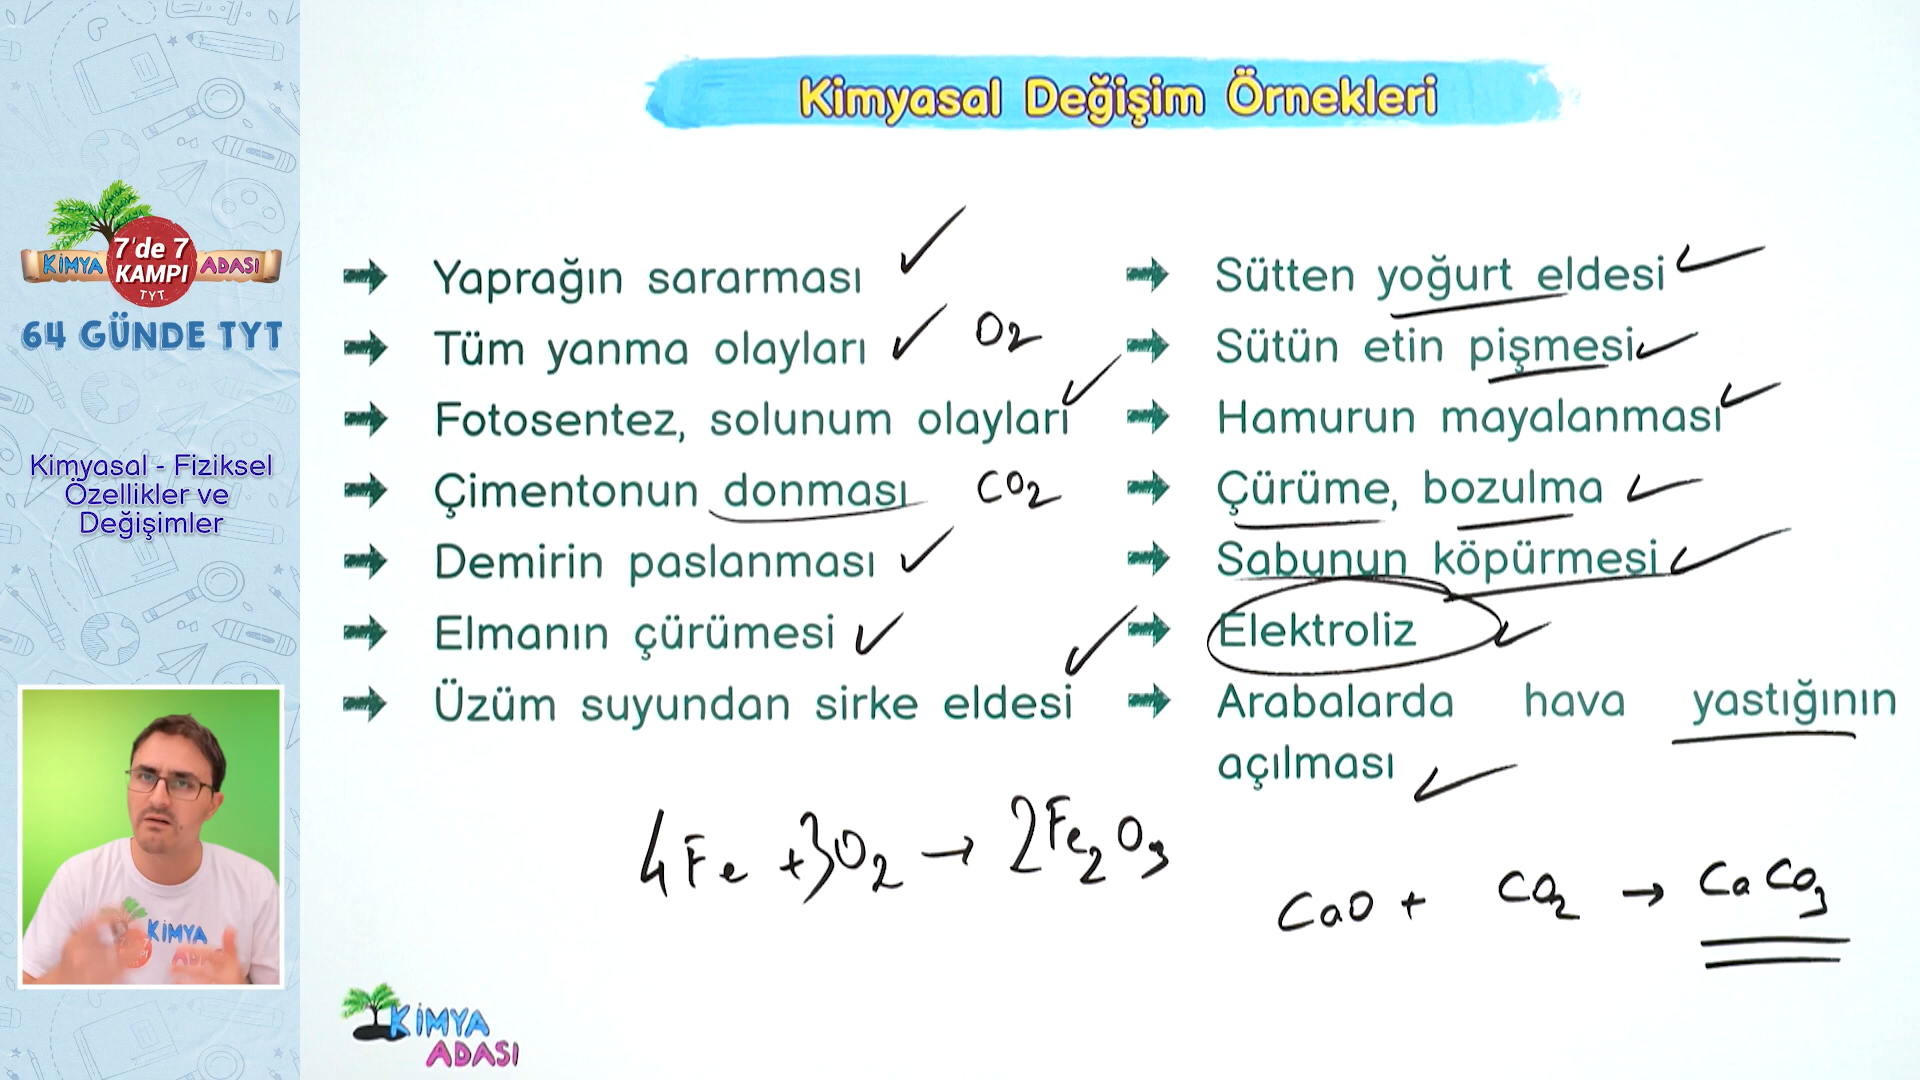 Kimyasal Değişim Örnekleri
7'de 7
KİMYA KAMPI ADASI
TYT
64 GÜNDE TYT
Kimyasal - Fiziksel
Özellikler ve
Değişimler
KİMYA
ADASI
Yaprağın sararması
Tüm yanma olayları O2
Fotosentez, solunum olayları
Çimentonun donması CO2
Demirin paslanması
Elmanın çürümesi
Üzüm suyundan sirke eldesi
Sütten yoğurt eldesi
Sütün etin pişmesi
Hamurun mayalanması
Çürüme, bozulma
Sabunun köpürmesi
Elektroliz
Arabalarda hava yastığının
açılması
4Fe + 3O2 → 2Fe2O3
CaO + CO2 → CaCO3
KİMYA
ADASI